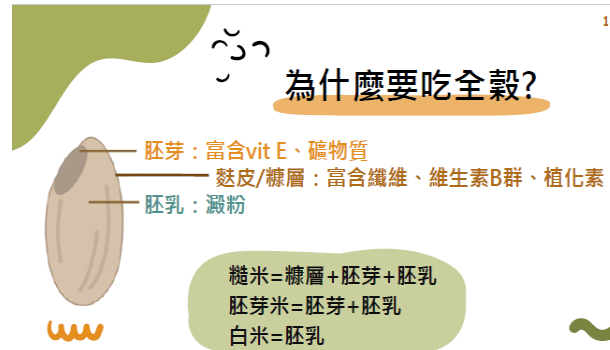 1
為什麼要吃全穀?
胚芽：富含vit E、礦物質
麩皮/糠層：富含纖維、維生素B群、植化素
胚乳：澱粉
糙米=糠層+胚芽+胚乳
胚芽米=胚芽+胚乳
白米=胚乳